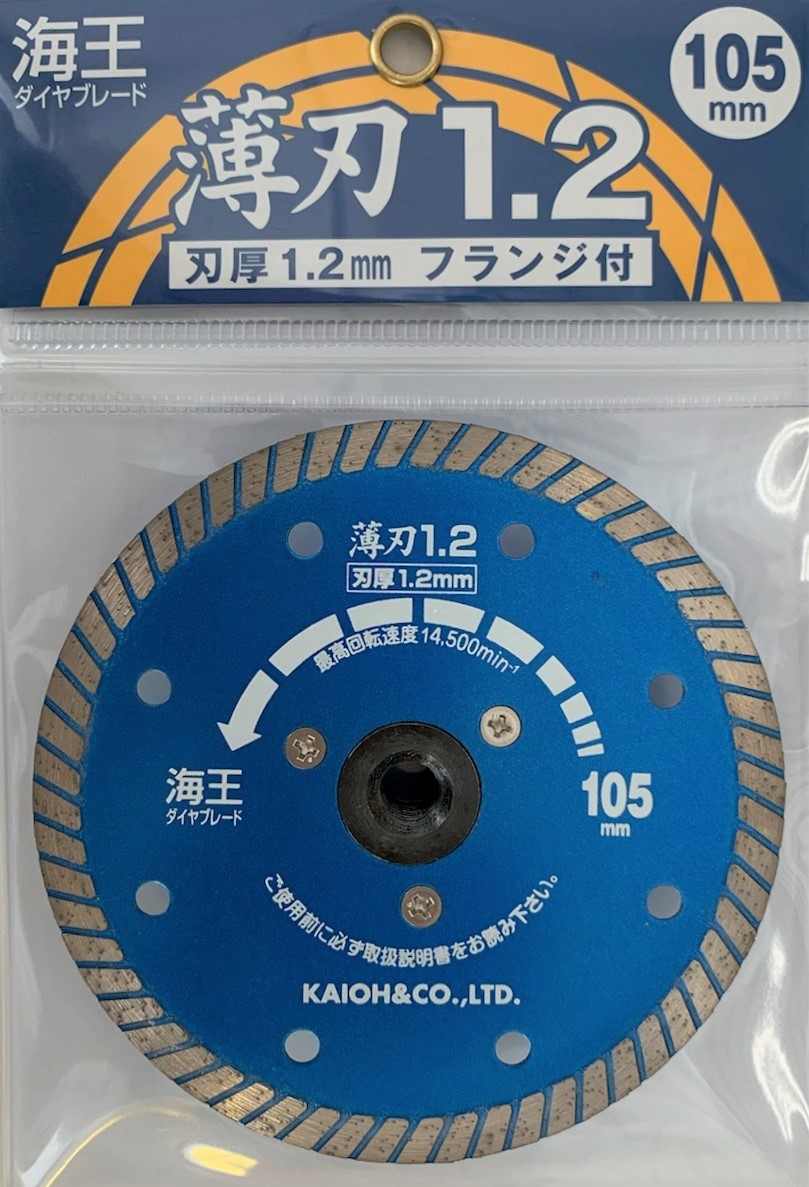 海王
ダイヤブレード
105
mm
薄刃1.2
刃厚1.2mm フランジ付
薄刃1.2
刃厚1.2mm
最高回転速度14,500min⁻¹
海王
ダイヤブレード
105
mm
ご使用前に必ず取扱説明書をお読み下さい。
KAIOH&CO.,LTD.